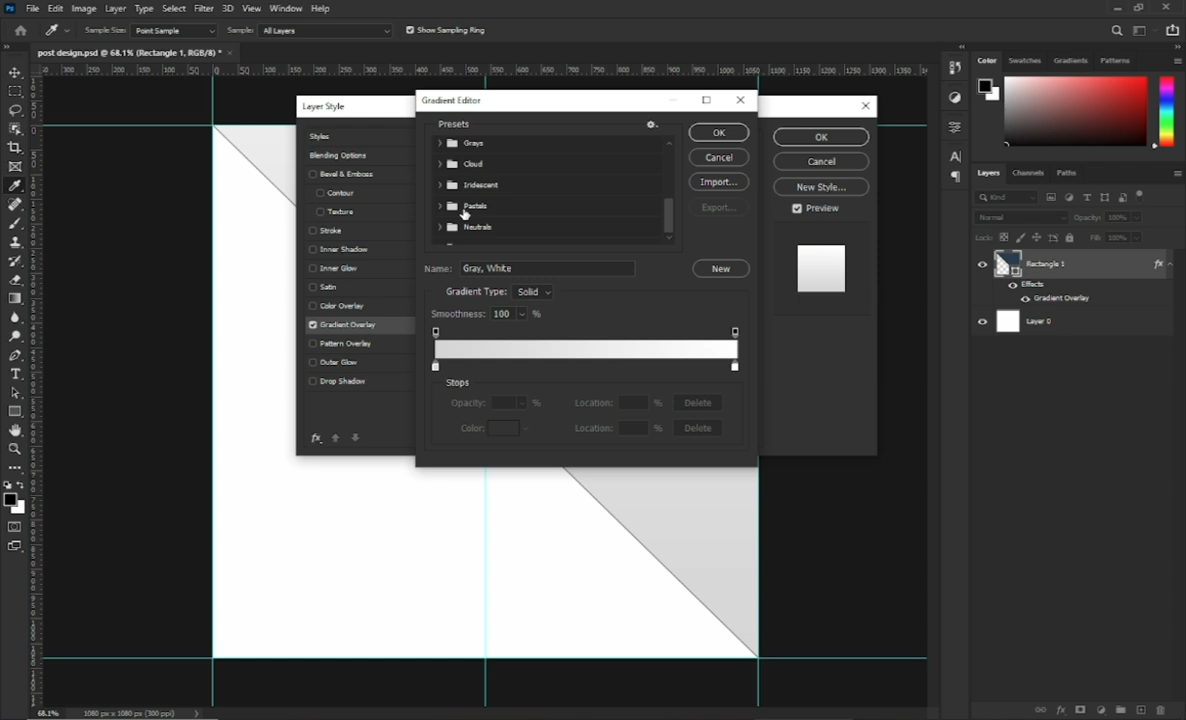 Ps File Edit Image Layer Type Select Filter 3D View Window Help
Sample Size: Point Sample Sample: All Layers Show Sampling Ring
post design.psd @ 68.1% (Rectangle 1, RGB/8) *
Layer Style
Styles
Blending Options
Bevel & Emboss
Contour
Texture
Stroke
Inner Shadow
Inner Glow
Satin
Color Overlay
Gradient Overlay
Pattern Overlay
Outer Glow
Drop Shadow
fx
Gradient Editor
Presets
Grays
Cloud
Iridescent
Pastels
Neutrals
OK
Cancel
Import...
Export...
Name: Gray, White
New
Gradient Type: Solid
Smoothness: 100 %
Stops
Opacity: % Location: % Delete
Color: Location: % Delete
OK
Cancel
New Style...
Preview
Color Swatches Gradients Patterns
Layers Channels Paths
Kind
Normal Opacity: 100%
Lock: Fill: 100%
Rectangle 1 fx
Effects
Gradient Overlay
Layer 0
68.1% 1080 px x 1080 px (300 ppi)